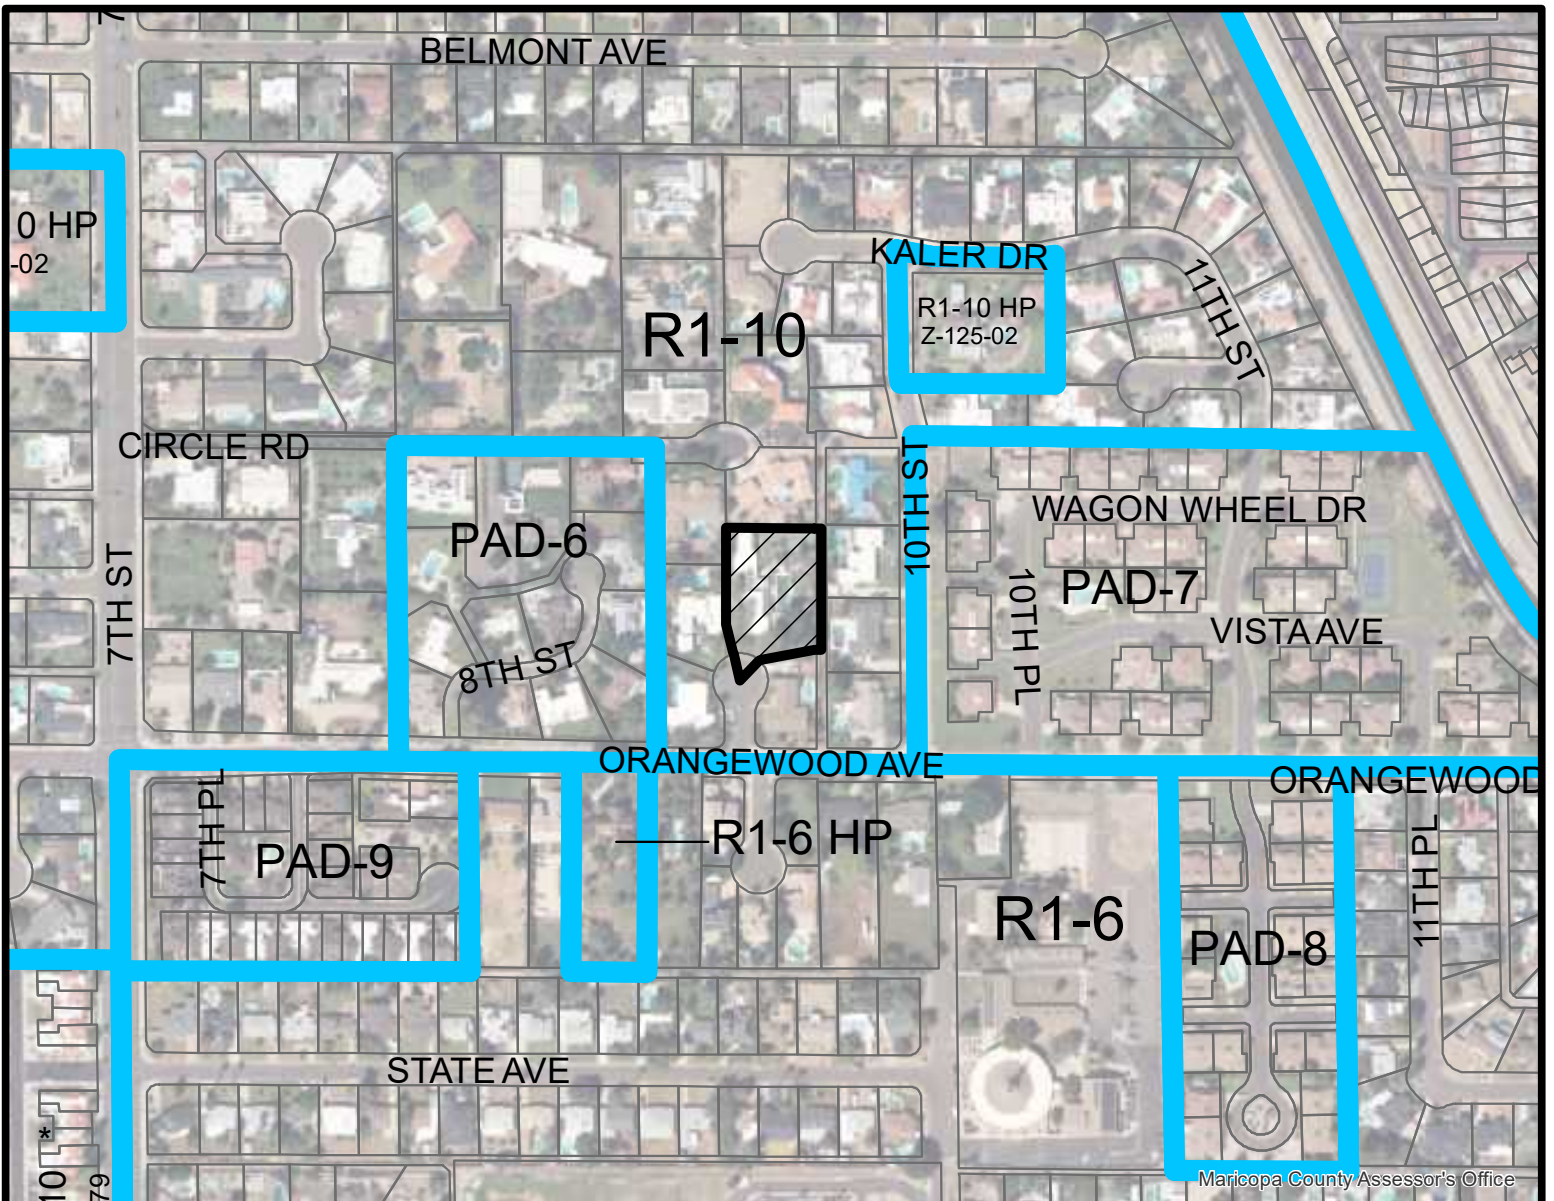 7
BELMONT AVE
0 HP
-02
KALER DR
R1-10 HP
Z-125-02
11TH ST
R1-10
CIRCLE RD
10TH ST
WAGON WHEEL DR
PAD-6
7TH ST
10TH PL
PAD-7
VISTA AVE
8TH ST
ORANGEWOOD AVE
ORANGEWOOD
7TH PL
PAD-9
R1-6 HP
11TH PL
R1-6
PAD-8
STATE AVE
10 *
79
Maricopa County Assessor's Office